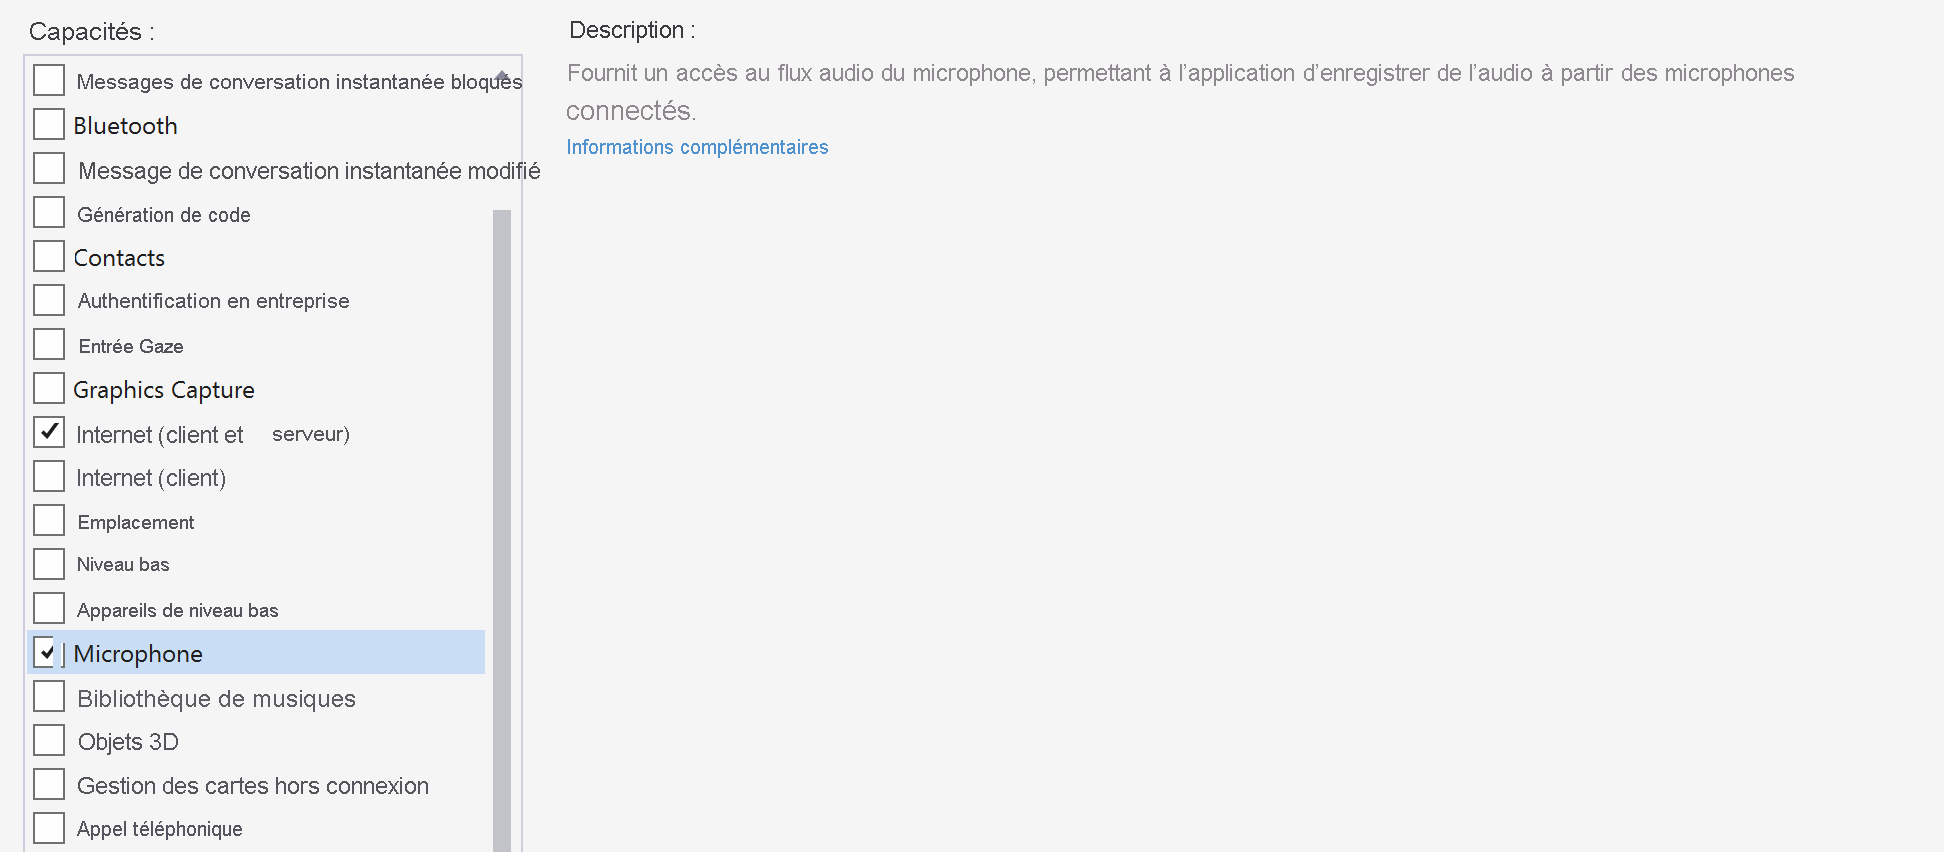 Capacités :
Messages de conversation instantanée bloqués
Bluetooth
Message de conversation instantanée modifié
Génération de code
Contacts
Authentification en entreprise
Entrée Gaze
Graphics Capture
Internet (client et serveur)
Internet (client)
Emplacement
Niveau bas
Appareils de niveau bas
Microphone
Bibliothèque de musiques
Objets 3D
Gestion des cartes hors connexion
Appel téléphonique
Description :
Fournit un accès au flux audio du microphone, permettant à l’application d’enregistrer de l’audio à partir des microphones
connectés.
Informations complémentaires